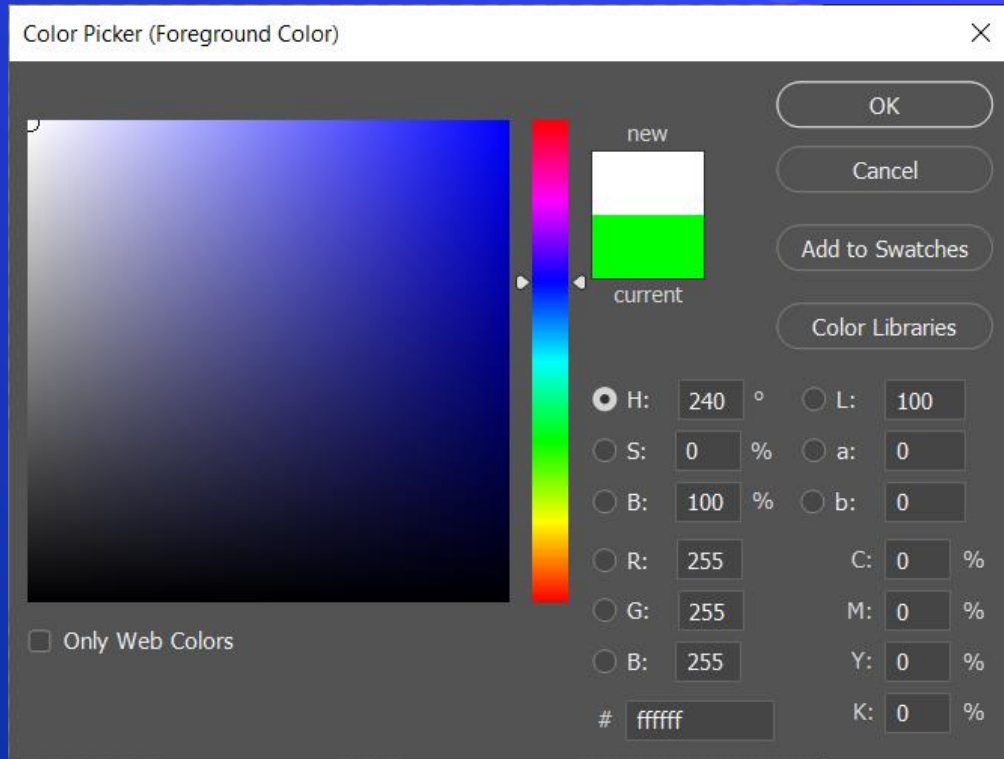 Color Picker (Foreground Color)
OK
new
Cancel
Add to Swatches
current
Color Libraries
H: 240 ° L: 100
S: 0 % a: 0
B: 100 % b: 0
R: 255 C: 0 %
G: 255 M: 0 %
Only Web Colors
B: 255 Y: 0 %
# ffffff K: 0 %